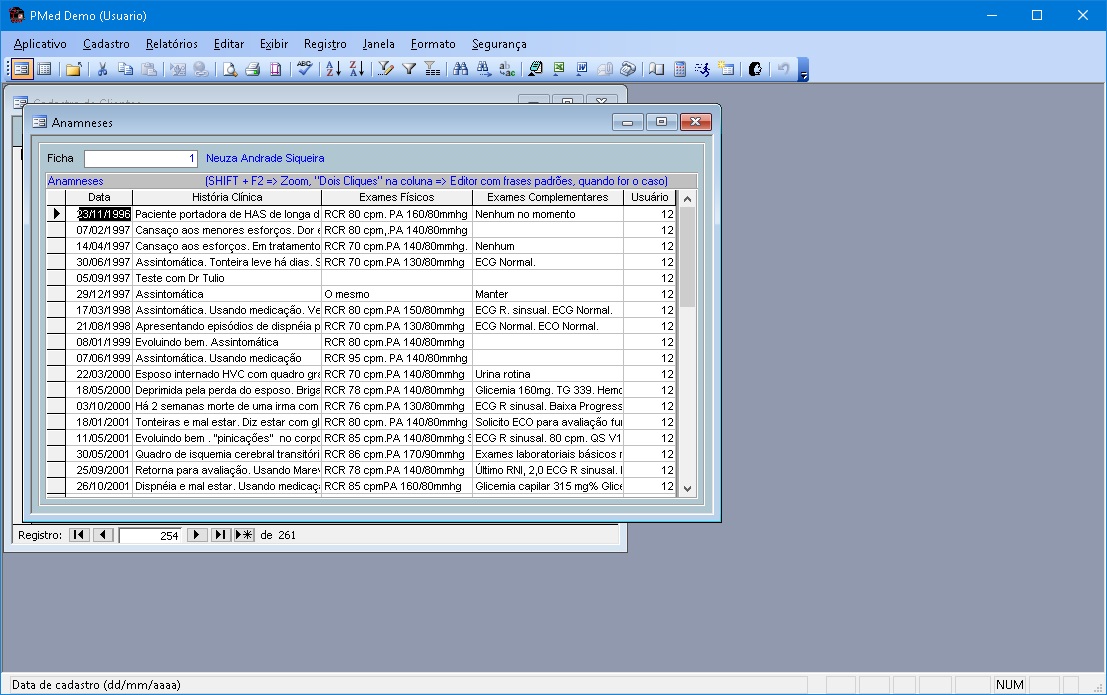 PMed Demo (Usuario)
Aplicativo Cadastro Relatórios Editar Exibir Registro Janela Formato Segurança
Cadastro de Clientes
Anamneses
Ficha 1 Neuza Andrade Siqueira
Anamneses (SHIFT + F2 => Zoom, "Dois Cliques" na coluna => Editor com frases padrões, quando for o caso)
Data História Clínica Exames Físicos Exames Complementares Usuário
23/11/1996 Paciente portadora de HAS de longa d RCR 80 cpm. PA 160/80mmhg Nenhum no momento 12
07/02/1997 Cansaço aos menores esforços. Dor e RCR 80 cpm,PA 140/80mmhg 12
14/04/1997 Cansaço aos esforços. Em tratamento RCR 70 cpm.PA 140/80mmhg. Nenhum 12
30/06/1997 Assintomática. Tonteira leve há dias. S RCR 70 cpm.PA 130/80mmhg ECG Normal. 12
05/09/1997 Teste com Dr Tulio 12
29/12/1997 Assintomática O mesmo Manter 12
17/03/1998 Assintomática. Usando medicação. Ve RCR 80 cpm.PA 150/80mmhg ECG R. sinsual. ECG Normal. 12
21/08/1998 Apresentando episódios de dispnéia p RCR 70 cpm.PA 130/80mmhg ECG Normal. ECO Normal. 12
08/01/1999 Evoluindo bem. Assintomática RCR 80 cpm.PA 140/80mmhg 12
07/06/1999 Assintomática. Usando medicação RCR 95 cpm. PA 140/80mmhg 12
22/03/2000 Esposo internado HVC com quadro gra RCR 70 cpm.PA 140/80mmhg Urina rotina 12
18/05/2000 Deprimida pela perda do esposo. Briga RCR 78 cpm.PA 140/80mmhg Glicemia 160mg. TG 339. Hemo 12
03/10/2000 Há 2 semanas morte de uma irma com RCR 76 cpm.PA 130/80mmhg ECG R sinusal. Baixa Progress 12
18/01/2001 Tonteiras e mal estar. Diz estar com gl RCR 80 cpm. PA 140/80mmhg Solicito ECO para avaliação fui 12
11/05/2001 Evoluindo bem . "pinicações" no corpo RCR 85 cpm.PA 140/80mmhg S ECG R sinusal. 80 cpm. QS V1 12
30/05/2001 Quadro de isquemia cerebral transitóri RCR 86 cpm.PA 170/90mmhg Exames laboratoriais básicos r 12
25/09/2001 Retorna para avaliação. Usando Marev RCR 78 cpm.PA 140/80mmhg Último RNI, 2,0 ECG R sinusal. 12
26/10/2001 Dispnéia e mal estar. Usando medicaç RCR 85 cpmPA 160/80mmhg Glicemia capilar 315 mg% Glice 12
Registro: 254 de 261
Data de cadastro (dd/mm/aaaa) NUM